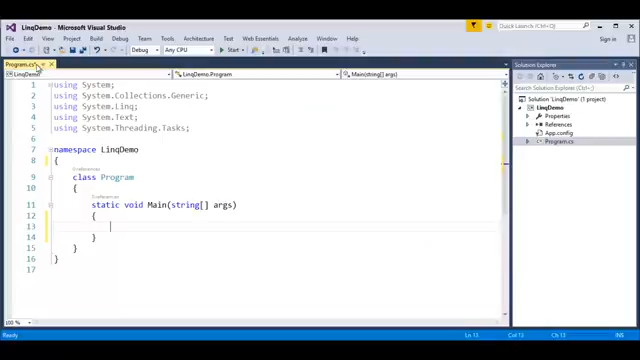 LinqDemo - Microsoft Visual Studio
Quick Launch (Ctrl+Q)
File Edit View Project Build Debug Team Tools Test Analyze Window Help
Sign in
Debug Any CPU Start
Program.cs*
LinqDemo LinqDemo.Program Main(string[] args)
1 using System;
2 using System.Collections.Generic;
3 using System.Linq;
4 using System.Text;
5 using System.Threading.Tasks;
6
7 namespace LinqDemo
8 {
0 references
9 class Program
10 {
0 references
11 static void Main(string[] args)
12 {
13
14 }
15 }
16 }
17
100 %
Solution Explorer
Search Solution Explorer (Ctrl+;)
Solution 'LinqDemo' (1 project)
LinqDemo
Properties
References
App.config
Program.cs
Ready Ln 13 Col 13 Ch 13 INS